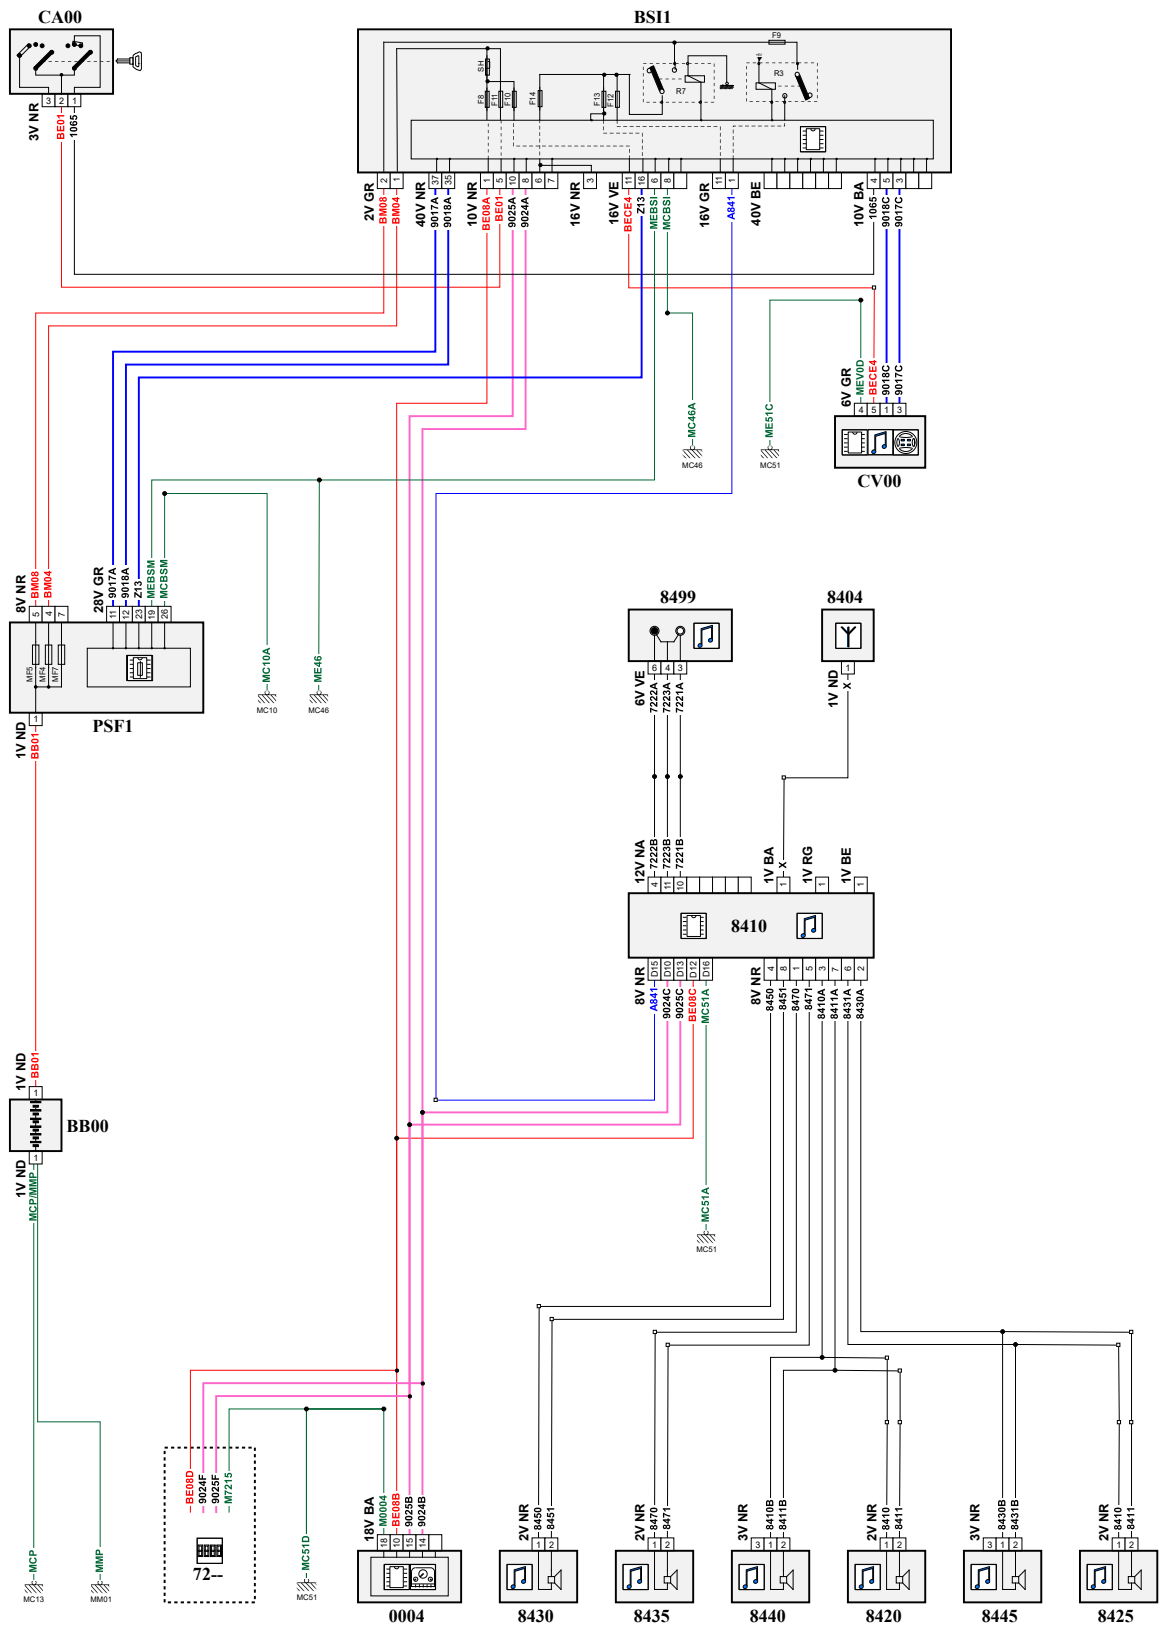 CA00
BSI1
F9
SH
F8
F11
F10
F14
F13
F12
R7
R3
3 2 1
3V NR
BE01
1065
2 1
37 35
1 5 10 8 6 7
3
11 16 6 8
11 1
4 5 3
2V GR
BM08
BM04
40V NR
9017A
9018A
10V NR
BE08A
BE01
9025A
9024A
16V NR
16V VE
BECE4
Z13
MEBSI
MCBSI
16V GR
A841
40V BE
10V BA
1065
9018C
9017C
6V GR
MEV0D
BECE4
9018C
9017C
4 5 1 3
CV00
MC46A
MC46
ME51C
MC51
8V NR
BM08
BM04
5 4 7
28V GR
9017A
9018A
Z13
MEBSM
MCBSM
11 12 23 19 26
MF5
MF4
MF7
1
PSF1
1V ND
BB01
MC10A
MC10
ME46
MC46
8499
8404
6 4 3
1
6V VE
7222A
7223A
7221A
1V ND
X
12V NA
7222B
7223B
7221B
1V BA
X
1V RG
1V BE
4 11 10
1
1
1
8410
D15 D10 D13 D12 D16
4 8 1 5 3 7 6 2
8V NR
A841
9024C
9025C
BE08C
MC51A
8V NR
8450
8451
8470
8471
8410A
8411A
8431A
8430A
1V ND
BB01
1
BB00
1
1V ND
MCP/MMP
MC51A
MC51
BE08D
9024F
9025F
M7215
72--
MCP
MC13
MMP
MM01
MC51D
MC51
18V BA
M0004
BE08B
9025B
9024B
18 10 15 14
0004
2V NR
8450
8451
1 2
8430
2V NR
8470
8471
1 2
8435
3V NR
8410B
8411B
3 1 2
8440
2V NR
8410
8411
1 2
8420
3V NR
8430B
8431B
3 1 2
8445
2V NR
8410
8411
1 2
8425